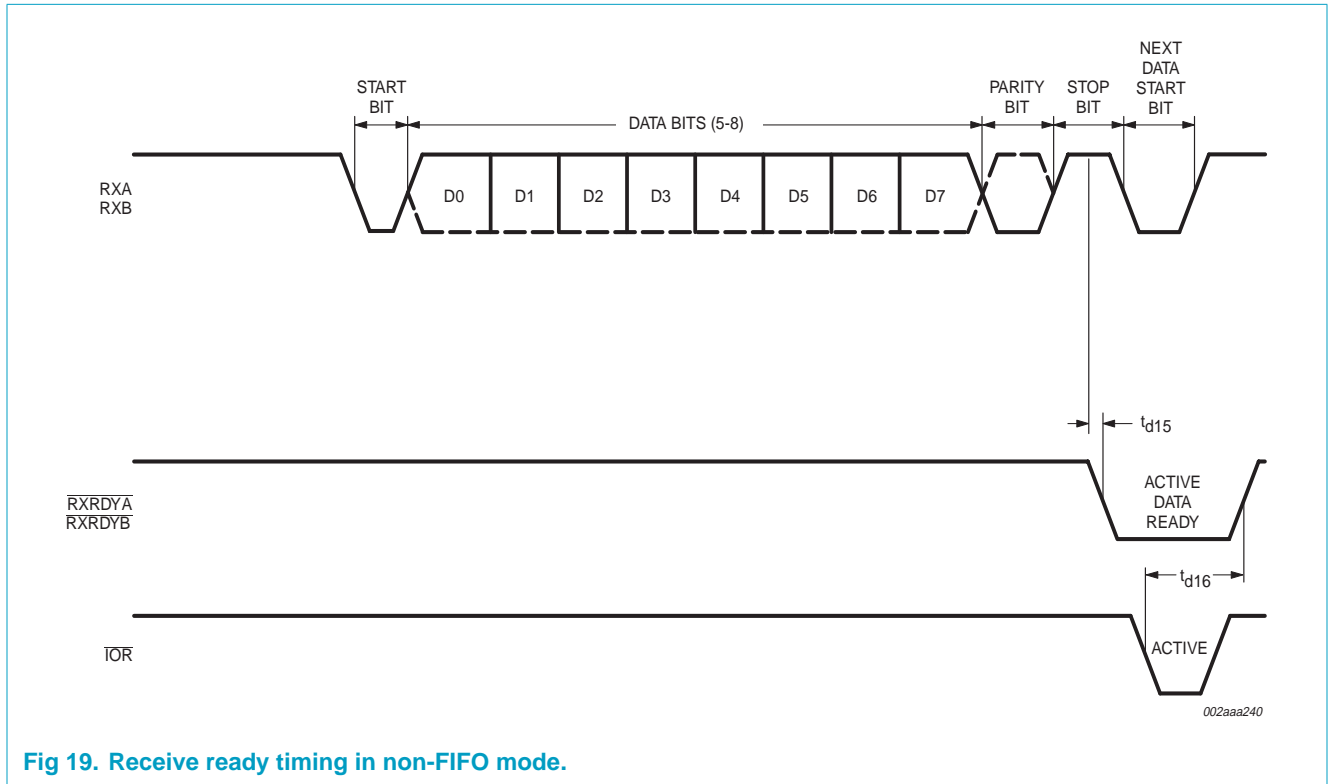 START
BIT
DATA BITS (5-8)
PARITY
BIT
STOP
BIT
NEXT
DATA
START
BIT
RXA
RXB
D0 D1 D2 D3 D4 D5 D6 D7
td15
RXRDYA
RXRDYB
ACTIVE
DATA
READY
td16
IOR
ACTIVE
002aaa240
Fig 19. Receive ready timing in non-FIFO mode.